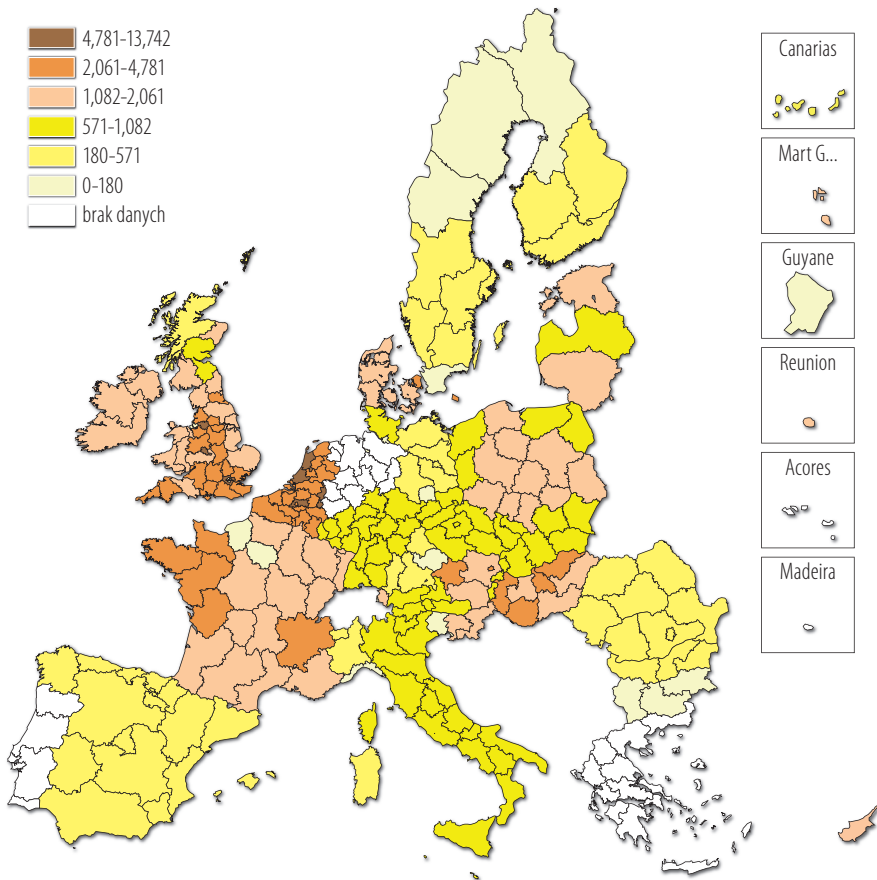 4,781-13,742
2,061-4,781
1,082-2,061
571-1,082
180-571
0-180
brak danych
Canarias
Mart G...
Guyane
Reunion
Acores
Madeira